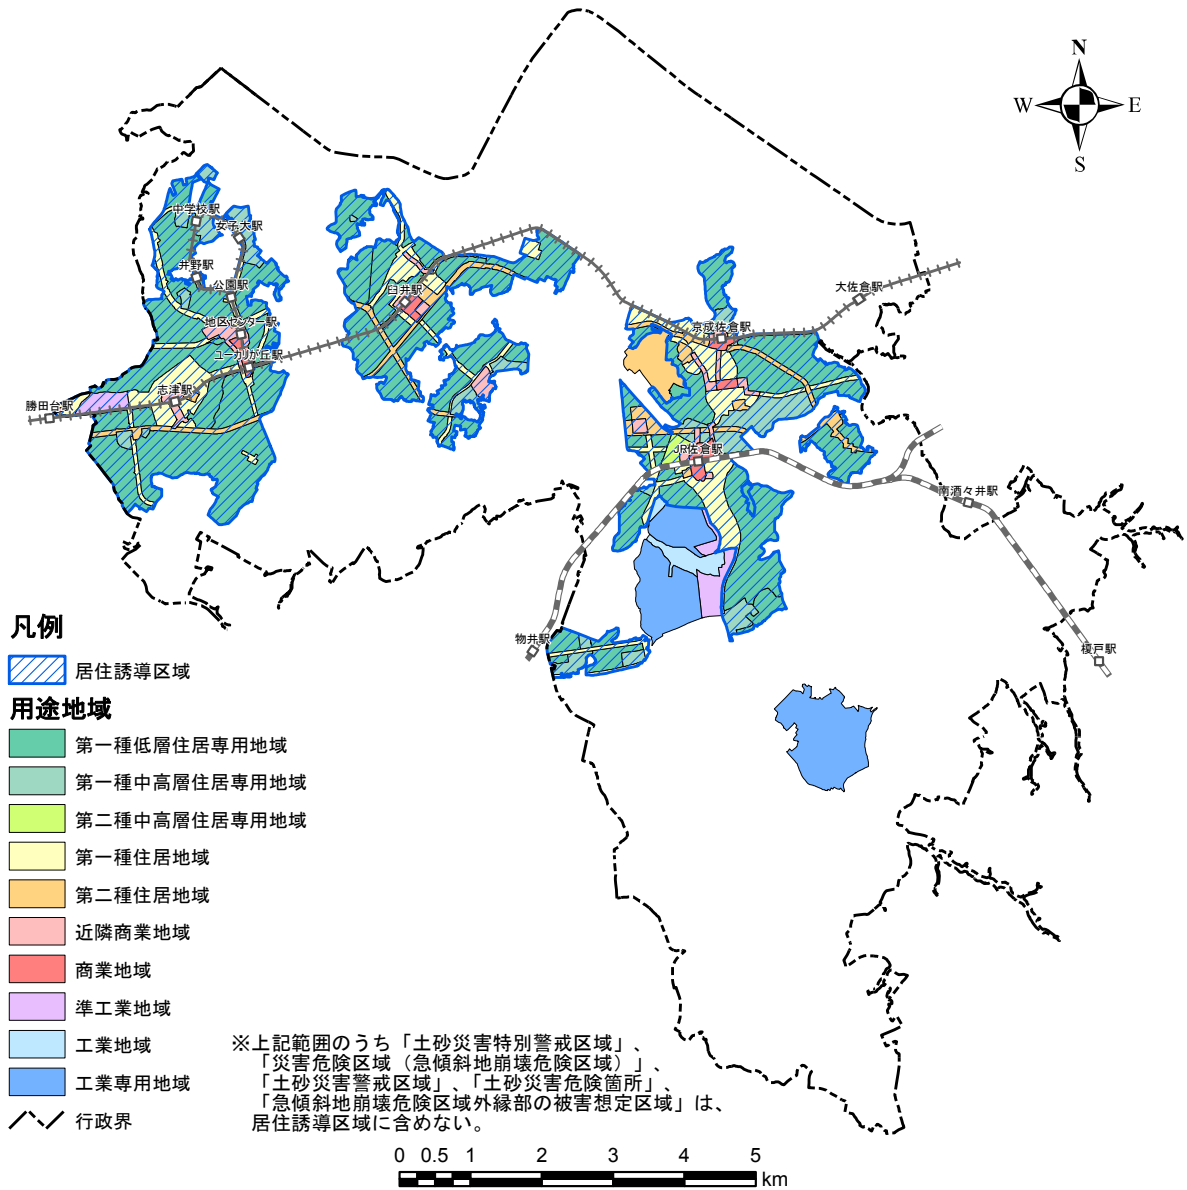 N
W
E
S
中学校駅
女子大駅
井野駅
公園駅
地区センター駅
ユーカリが丘駅
志津駅
勝田台駅
臼井駅
京成佐倉駅
大佐倉駅
JR佐倉駅
南酒々井駅
物井駅
榎戸駅
凡例
居住誘導区域
用途地域
第一種低層住居専用地域
第一種中高層住居専用地域
第二種中高層住居専用地域
第一種住居地域
第二種住居地域
近隣商業地域
商業地域
準工業地域
工業地域
工業専用地域
行政界
※上記範囲のうち「土砂災害特別警戒区域」、
「災害危険区域（急傾斜地崩壊危険区域）」、
「土砂災害警戒区域」、「土砂災害危険箇所」、
「急傾斜地崩壊危険区域外縁部の被害想定区域」は、
居住誘導区域に含めない。
0 0.5 1 2 3 4 5
km